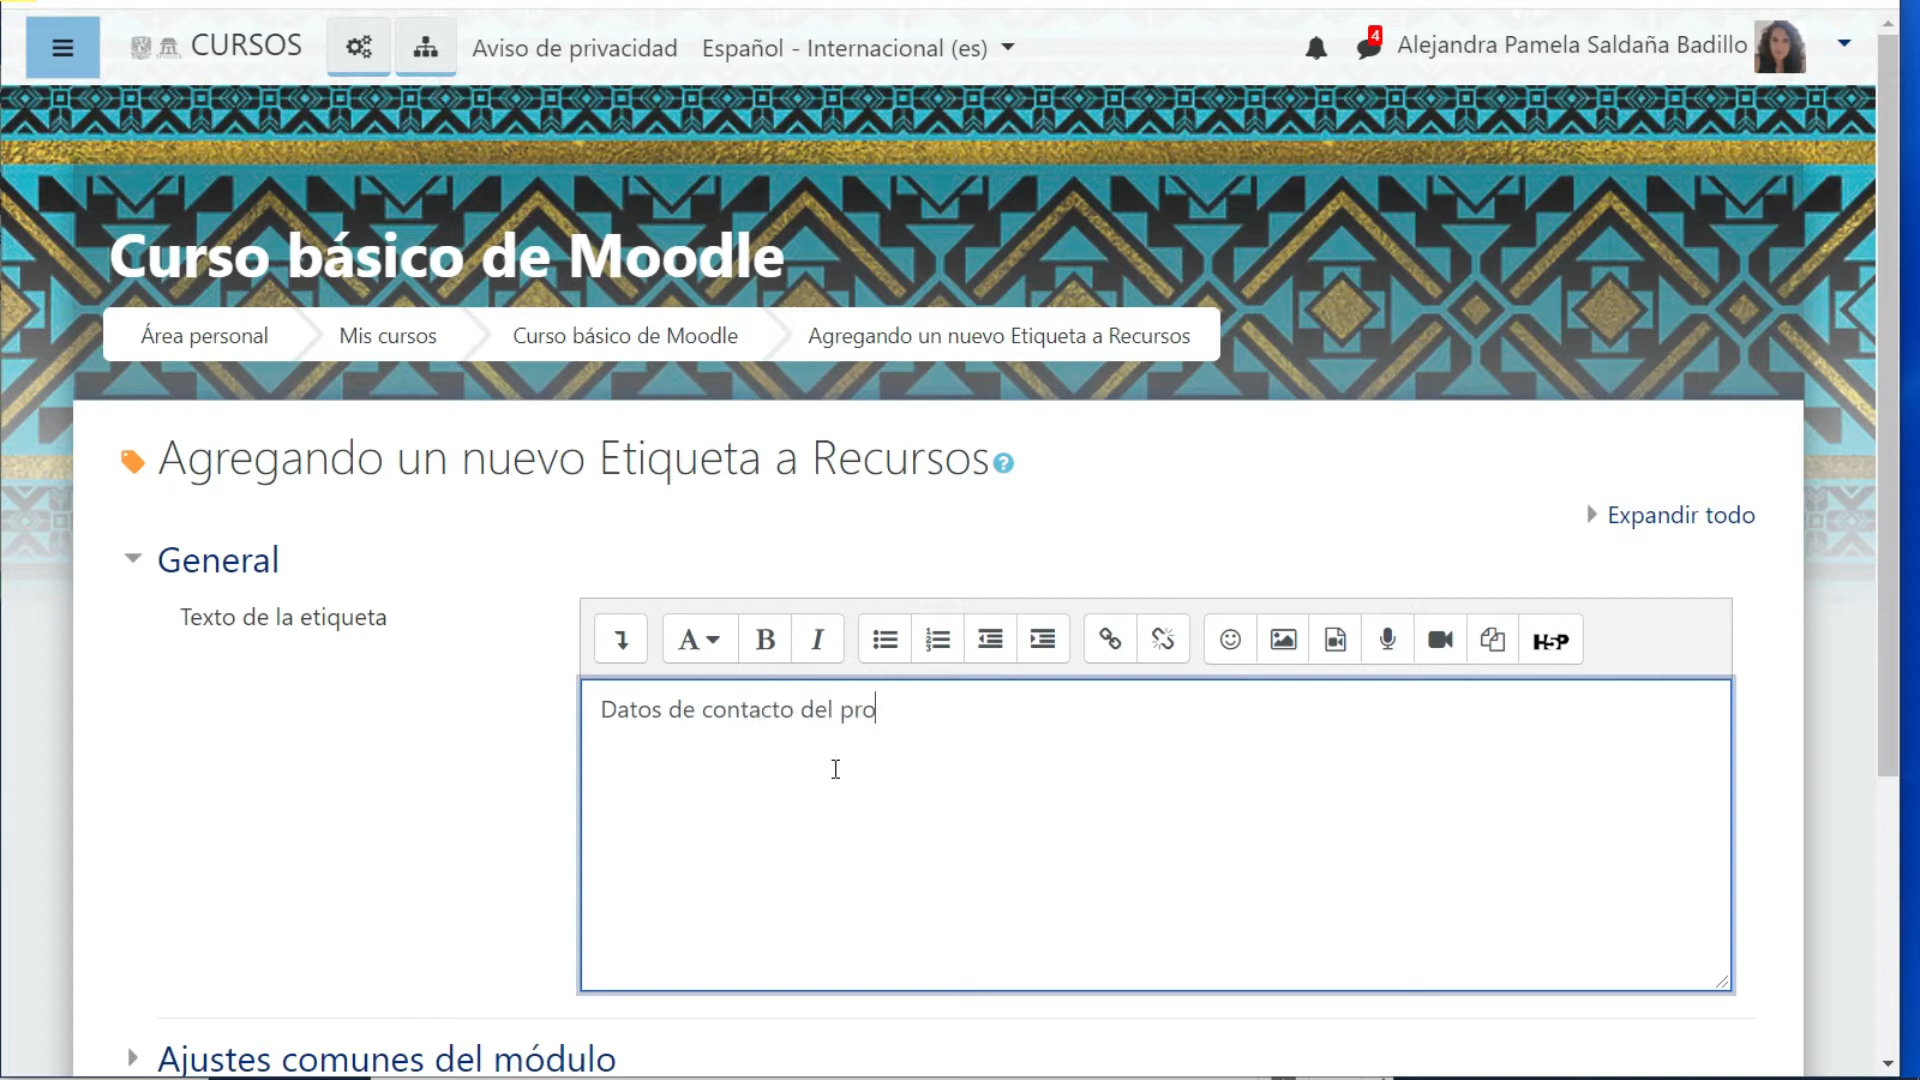 CURSOS
Aviso de privacidad
Español - Internacional (es)
4
Alejandra Pamela Saldaña Badillo
Curso básico de Moodle
Área personal
Mis cursos
Curso básico de Moodle
Agregando un nuevo Etiqueta a Recursos
Agregando un nuevo Etiqueta a Recursos
Expandir todo
General
Texto de la etiqueta
A B I
H5P
Datos de contacto del pro
Ajustes comunes del módulo